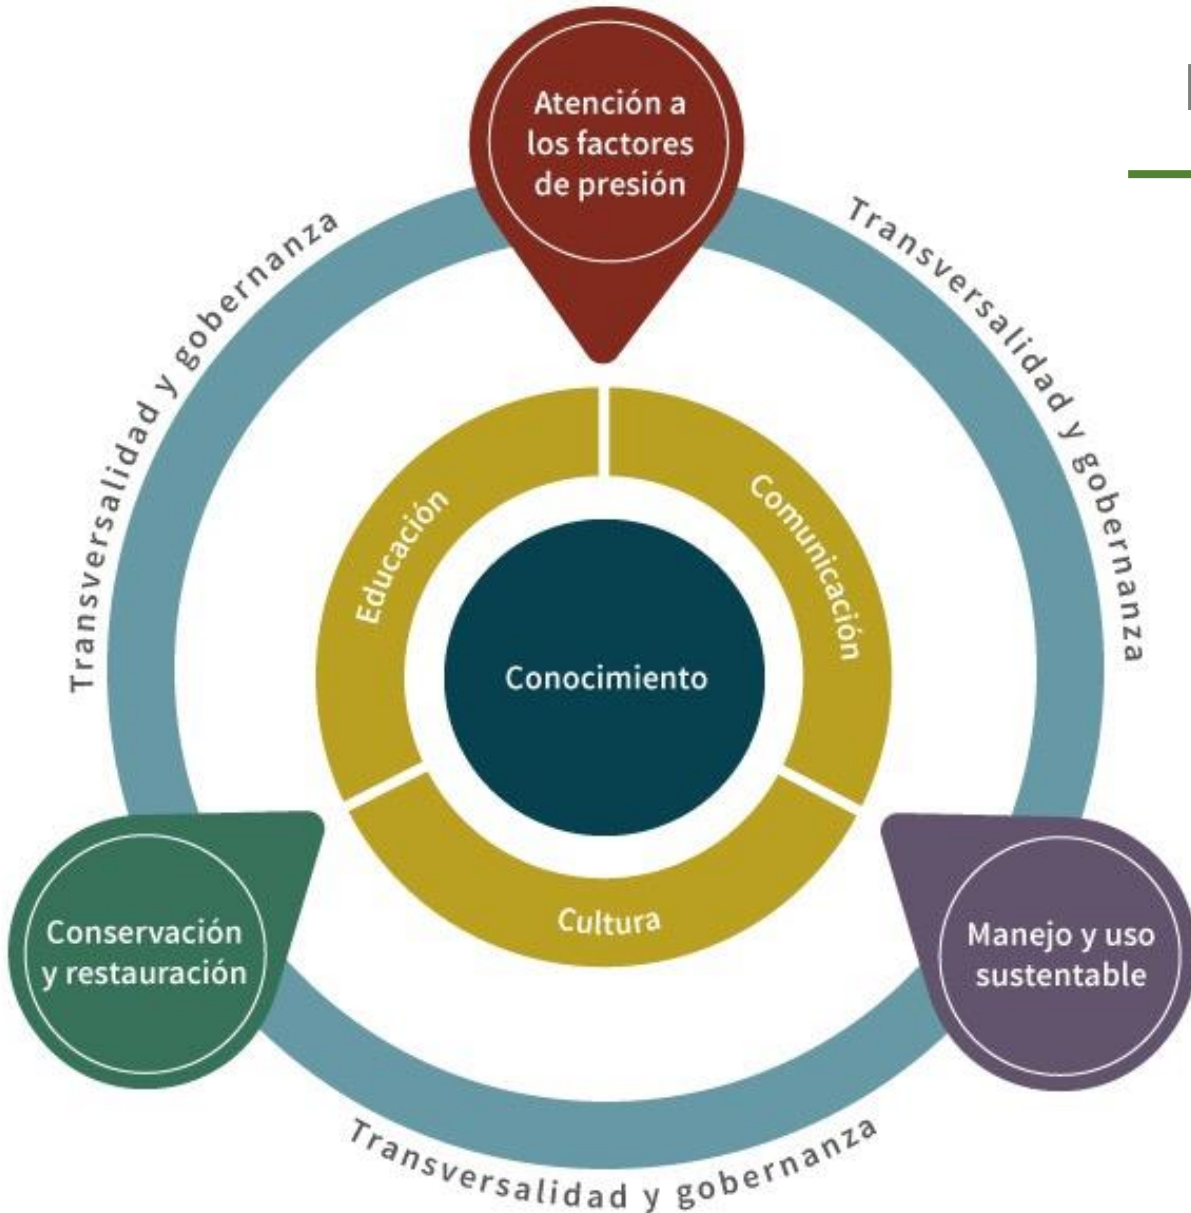 Atención a
los factores
de presión
Transversalidad y gobernanza
Transversalidad y gobernanza
Educación
Comunicación
Conocimiento
Cultura
Conservación
y restauración
Manejo y uso
sustentable
Transversalidad y gobernanza